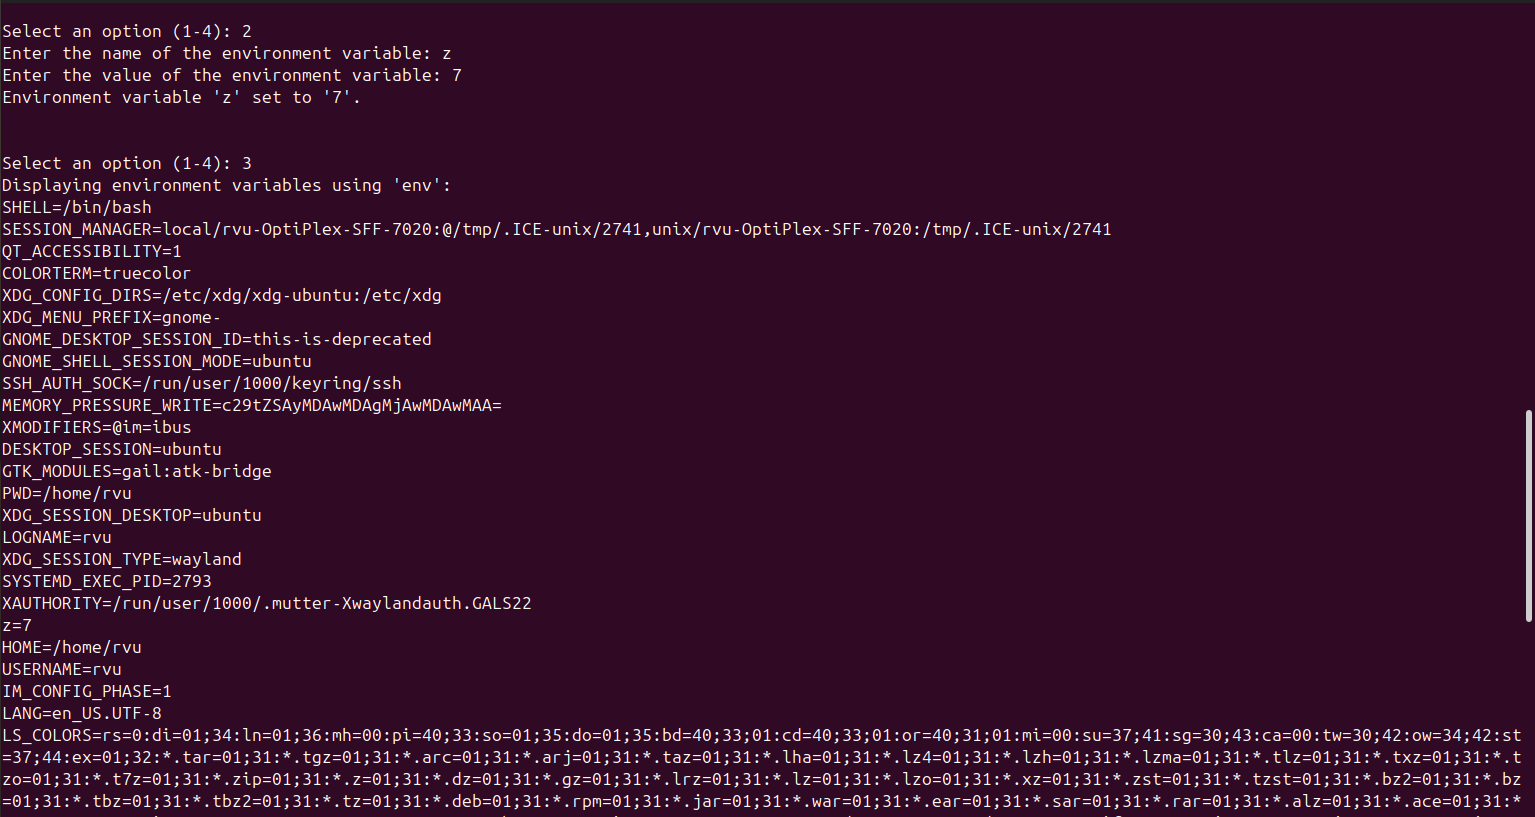 Select an option (1-4): 2
Enter the name of the environment variable: z
Enter the value of the environment variable: 7
Environment variable 'z' set to '7'.
Select an option (1-4): 3
Displaying environment variables using 'env':
SHELL=/bin/bash
SESSION_MANAGER=local/rvu-OptiPlex-SFF-7020:@/tmp/.ICE-unix/2741,unix/rvu-OptiPlex-SFF-7020:/tmp/.ICE-unix/2741
QT_ACCESSIBILITY=1
COLORTERM=truecolor
XDG_CONFIG_DIRS=/etc/xdg/xdg-ubuntu:/etc/xdg
XDG_MENU_PREFIX=gnome-
GNOME_DESKTOP_SESSION_ID=this-is-deprecated
GNOME_SHELL_SESSION_MODE=ubuntu
SSH_AUTH_SOCK=/run/user/1000/keyring/ssh
MEMORY_PRESSURE_WRITE=c29tZSAyMDAwMDAgMjAwMDAwMAA=
XMODIFIERS=@im=ibus
DESKTOP_SESSION=ubuntu
GTK_MODULES=gail:atk-bridge
PWD=/home/rvu
XDG_SESSION_DESKTOP=ubuntu
LOGNAME=rvu
XDG_SESSION_TYPE=wayland
SYSTEMD_EXEC_PID=2793
XAUTHORITY=/run/user/1000/.mutter-Xwaylandauth.GALS22
z=7
HOME=/home/rvu
USERNAME=rvu
IM_CONFIG_PHASE=1
LANG=en_US.UTF-8
LS_COLORS=rs=0:di=01;34:ln=01;36:mh=00:pi=40;33:so=01;35:do=01;35:bd=40;33;01:cd=40;33;01:or=40;31;01:mi=00:su=37;41:sg=30;43:ca=00:tw=30;42:ow=34;42:st
=37;44:ex=01;32:*.tar=01;31:*.tgz=01;31:*.arc=01;31:*.arj=01;31:*.taz=01;31:*.lha=01;31:*.lz4=01;31:*.lzh=01;31:*.lzma=01;31:*.tlz=01;31:*.txz=01;31:*.t
zo=01;31:*.t7z=01;31:*.zip=01;31:*.z=01;31:*.dz=01;31:*.gz=01;31:*.lrz=01;31:*.lz=01;31:*.lzo=01;31:*.xz=01;31:*.zst=01;31:*.tzst=01;31:*.bz2=01;31:*.bz
=01;31:*.tbz=01;31:*.tbz2=01;31:*.tz=01;31:*.deb=01;31:*.rpm=01;31:*.jar=01;31:*.war=01;31:*.ear=01;31:*.sar=01;31:*.rar=01;31:*.alz=01;31:*.ace=01;31:*